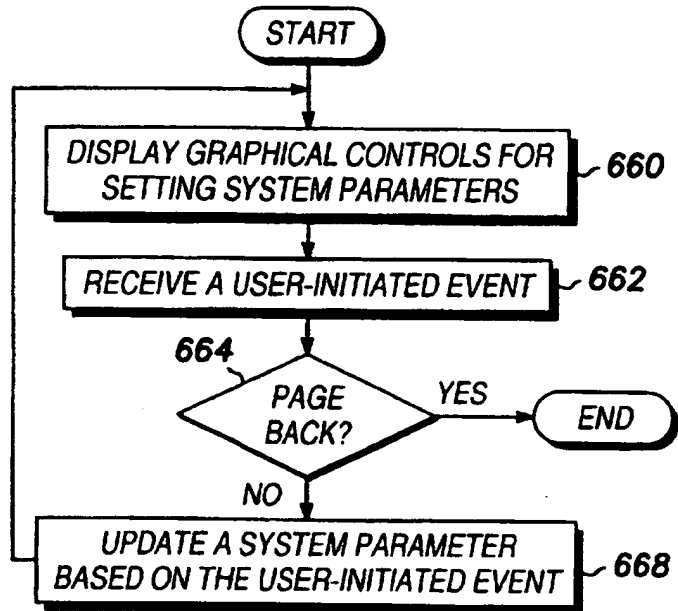 START
DISPLAY GRAPHICAL CONTROLS FOR
SETTING SYSTEM PARAMETERS
660
RECEIVE A USER-INITIATED EVENT
662
664
PAGE
BACK?
YES
END
NO
UPDATE A SYSTEM PARAMETER
BASED ON THE USER-INITIATED EVENT
668